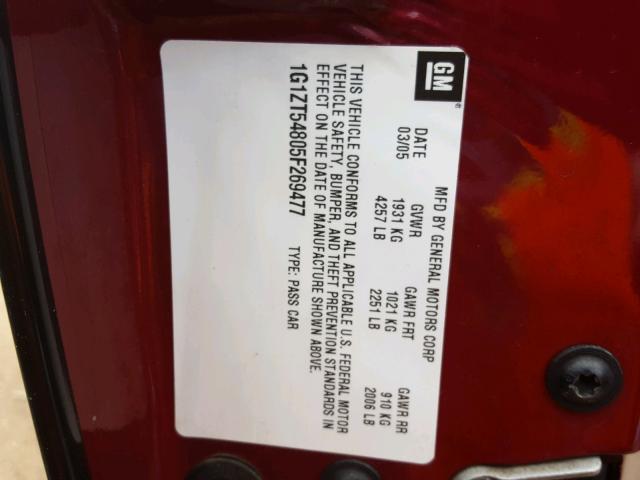 GM
®
MFD BY GENERAL MOTORS CORP
DATE GVWR GAWR FRT GAWR RR
03/05 1931 KG 1021 KG 910 KG
4257 LB 2251 LB 2006 LB
THIS VEHICLE CONFORMS TO ALL APPLICABLE U.S. FEDERAL MOTOR
VEHICLE SAFETY, BUMPER, AND THEFT PREVENTION STANDARDS IN
EFFECT ON THE DATE OF MANUFACTURE SHOWN ABOVE.
1G1ZT54805F269477 TYPE: PASS CAR